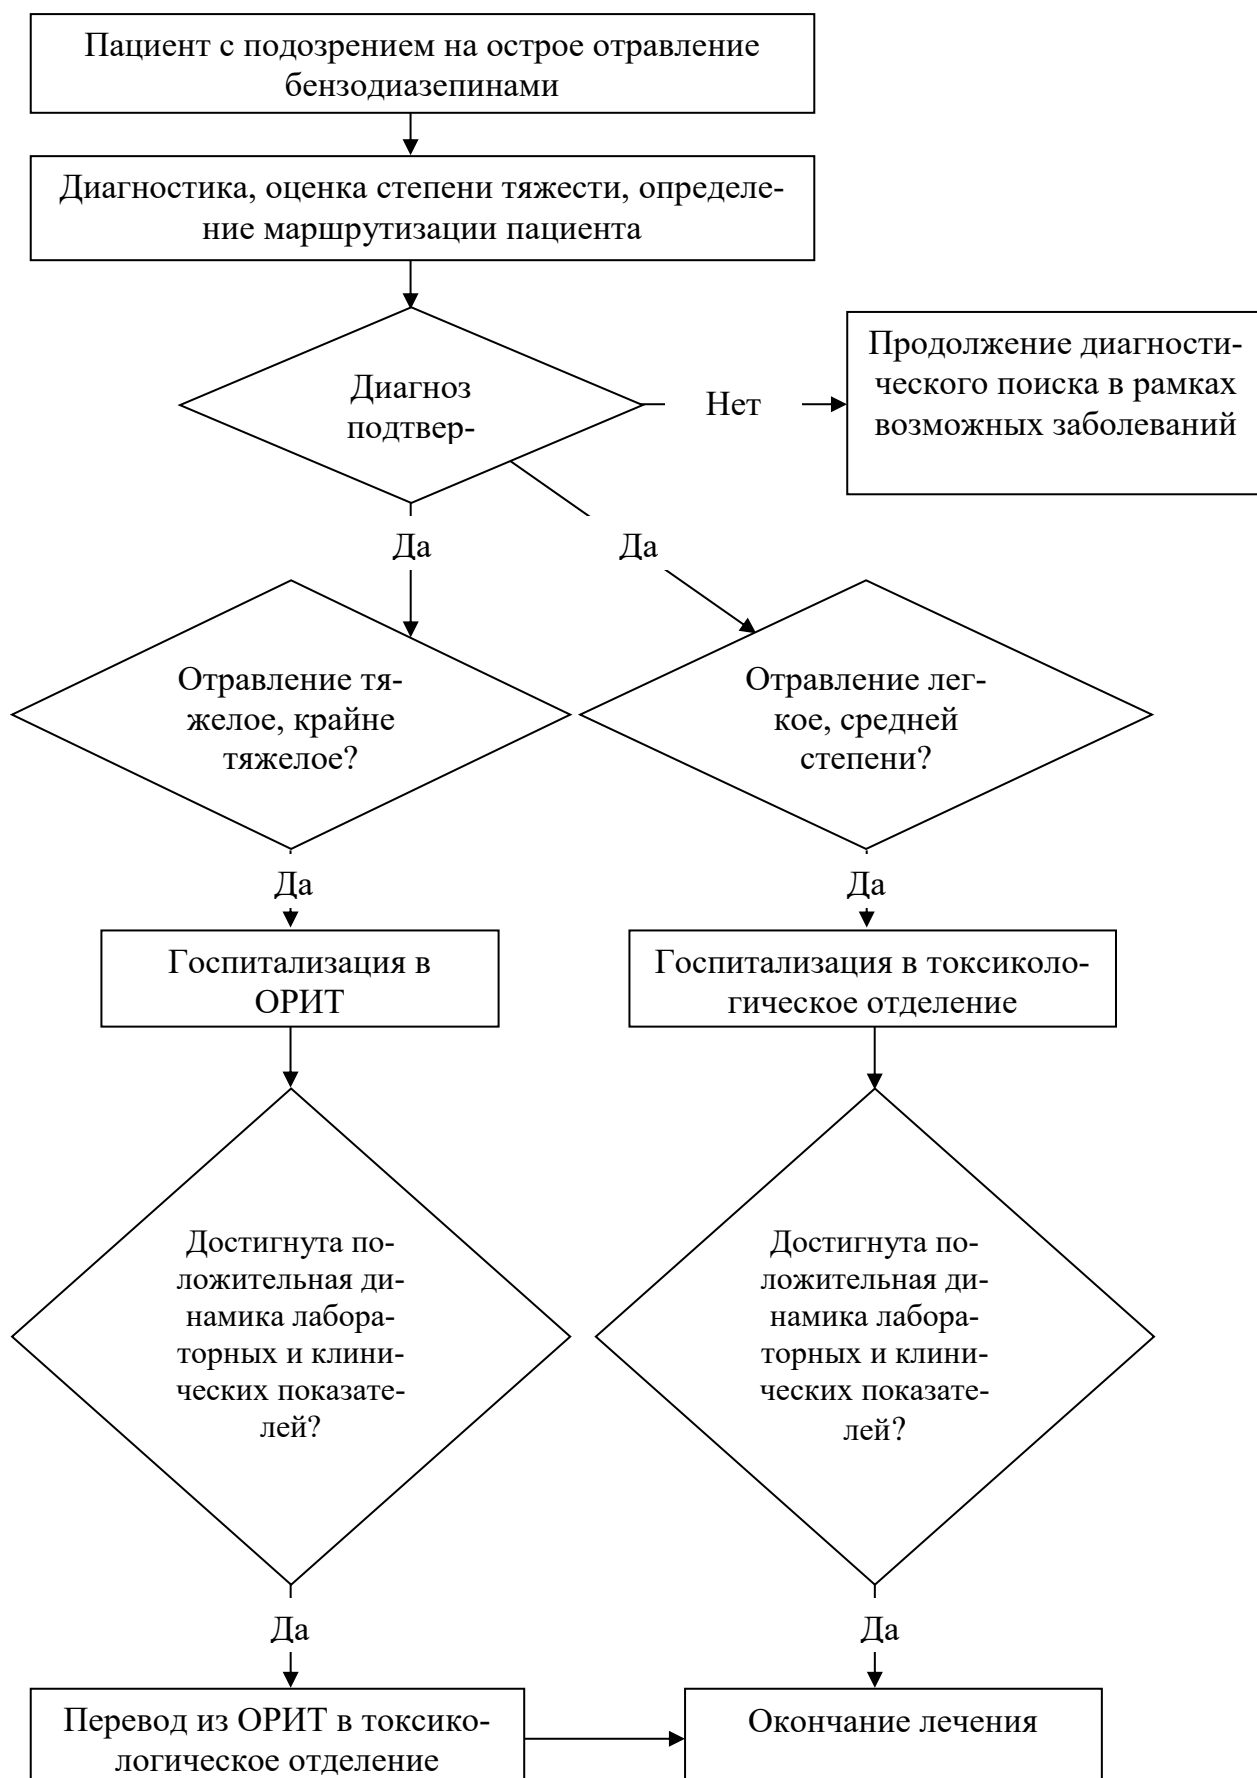 Пациент с подозрением на острое отравление
бензодиазепинами
Диагностика, оценка степени тяжести, определе-
ние маршрутизации пациента
Диагноз
подтвер-
Нет
Продолжение диагности-
ческого поиска в рамках
возможных заболеваний
Да
Да
Отравление тя-
желое, крайне
тяжелое?
Отравление лег-
кое, средней
степени?
Да
Да
Госпитализация в
ОРИТ
Госпитализация в токсиколо-
гическое отделение
Достигнута по-
ложительная ди-
намика лабора-
торных и клини-
ческих показате-
лей?
Достигнута по-
ложительная ди-
намика лабора-
торных и клини-
ческих показате-
лей?
Да
Да
Перевод из ОРИТ в токсико-
логическое отделение
Окончание лечения